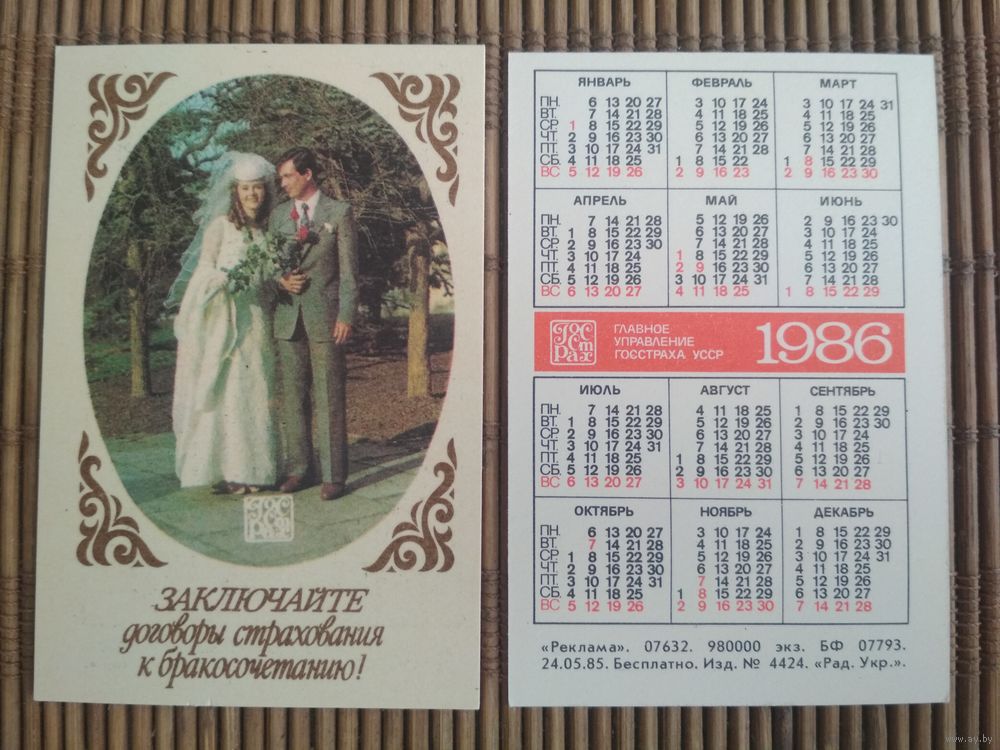 Гос
ст
рах
ЗАКЛЮЧАЙТЕ
договоры страхования
к бракосочетанию!
ЯНВАРЬ ФЕВРАЛЬ МАРТ
ПН. 6 13 20 27 3 10 17 24 3 10 17 24 31
ВТ. 7 14 21 28 4 11 18 25 4 11 18 25
СР. 1 8 15 22 29 5 12 19 26 5 12 19 26
ЧТ. 2 9 16 23 30 6 13 20 27 6 13 20 27
ПТ. 3 10 17 24 31 7 14 21 28 7 14 21 28
СБ. 4 11 18 25 1 8 15 22 1 8 15 22 29
ВС 5 12 19 26 2 9 16 23 2 9 16 23 30
АПРЕЛЬ МАЙ ИЮНЬ
ПН. 7 14 21 28 5 12 19 26 2 9 16 23 30
ВТ. 1 8 15 22 29 6 13 20 27 3 10 17 24
СР. 2 9 16 23 30 7 14 21 28 4 11 18 25
ЧТ. 3 10 17 24 1 8 15 22 29 5 12 19 26
ПТ. 4 11 18 25 2 9 16 23 30 6 13 20 27
СБ. 5 12 19 26 3 10 17 24 31 7 14 21 28
ВС 6 13 20 27 4 11 18 25 1 8 15 22 29
Гос
ст
рах
ГЛАВНОЕ
УПРАВЛЕНИЕ
ГОССТРАХА УССР
1986
ИЮЛЬ АВГУСТ СЕНТЯБРЬ
ПН. 7 14 21 28 4 11 18 25 1 8 15 22 29
ВТ. 1 8 15 22 29 5 12 19 26 2 9 16 23 30
СР. 2 9 16 23 30 6 13 20 27 3 10 17 24
ЧТ. 3 10 17 24 31 7 14 21 28 4 11 18 25
ПТ. 4 11 18 25 1 8 15 22 29 5 12 19 26
СБ. 5 12 19 26 2 9 16 23 30 6 13 20 27
ВС 6 13 20 27 3 10 17 24 31 7 14 21 28
ОКТЯБРЬ НОЯБРЬ ДЕКАБРЬ
ПН. 6 13 20 27 3 10 17 24 1 8 15 22 29
ВТ. 7 14 21 28 4 11 18 25 2 9 16 23 30
СР. 1 8 15 22 29 5 12 19 26 3 10 17 24 31
ЧТ. 2 9 16 23 30 6 13 20 27 4 11 18 25
ПТ. 3 10 17 24 31 7 14 21 28 5 12 19 26
СБ. 4 11 18 25 1 8 15 22 29 6 13 20 27
ВС 5 12 19 26 2 9 16 23 30 7 14 21 28
«Реклама». 07632. 980000 экз. БФ 07793.
24.05.85. Бесплатно. Изд. № 4424. «Рад. Укр.».
www.ay.by